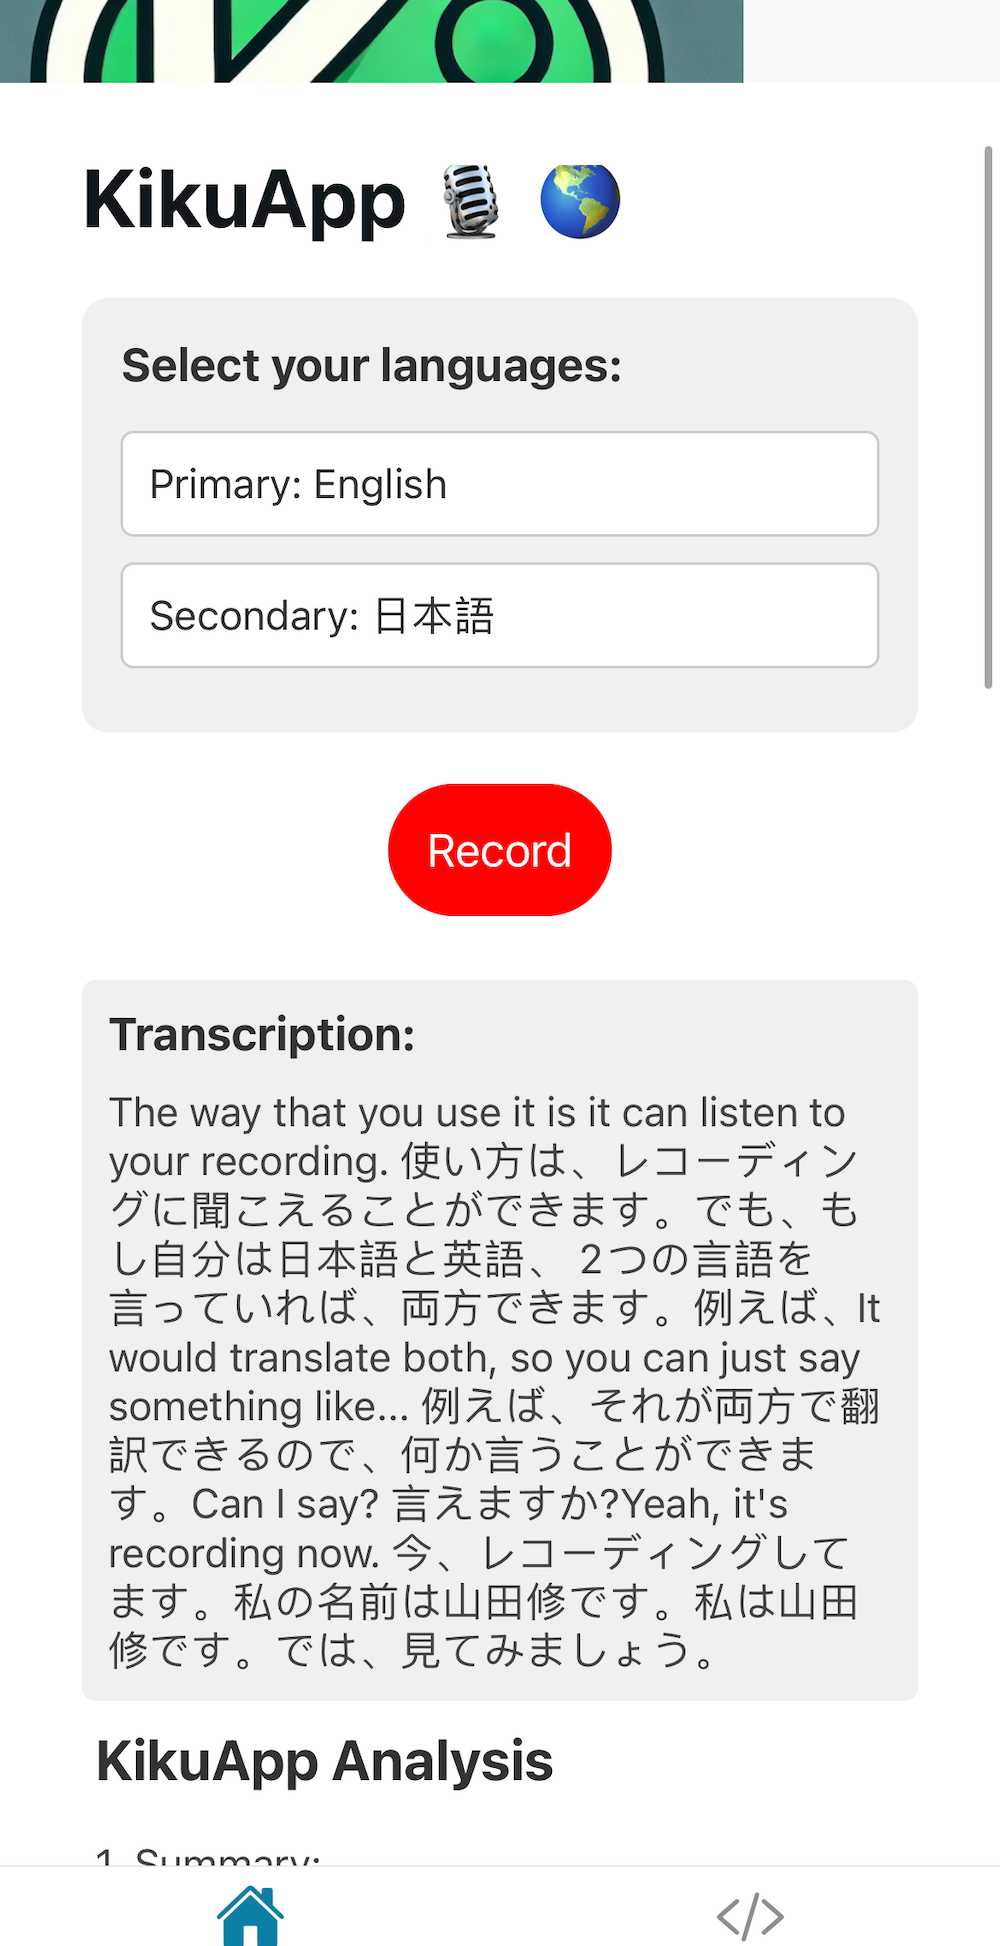 KikuApp
Select your languages:
Primary: English
Secondary: 日本語
Record
Transcription:
The way that you use it is it can listen to
your recording. 使い方は、レコーディン
グに聞こえることができます。でも、も
し自分は日本語と英語、 2つの言語を
言っていれば、両方できます。例えば、It
would translate both, so you can just say
something like... 例えば、それが両方で翻
訳できるので、何か言うことができま
す。Can I say? 言えますか?Yeah, it's
recording now. 今、レコーディングして
ます。私の名前は山田修です。私は山田
修です。では、見てみましょう。
KikuApp Analysis
1. Summary: